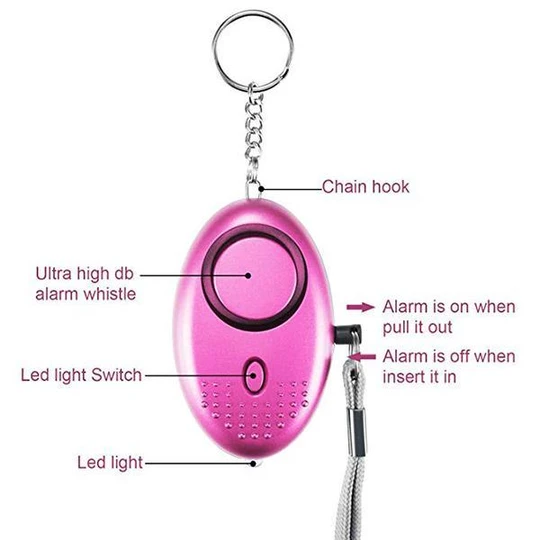 Chain hook
Ultra high db
alarm whistle
Alarm is on when
pull it out
Alarm is off when
insert it in
Led light Switch
Led light